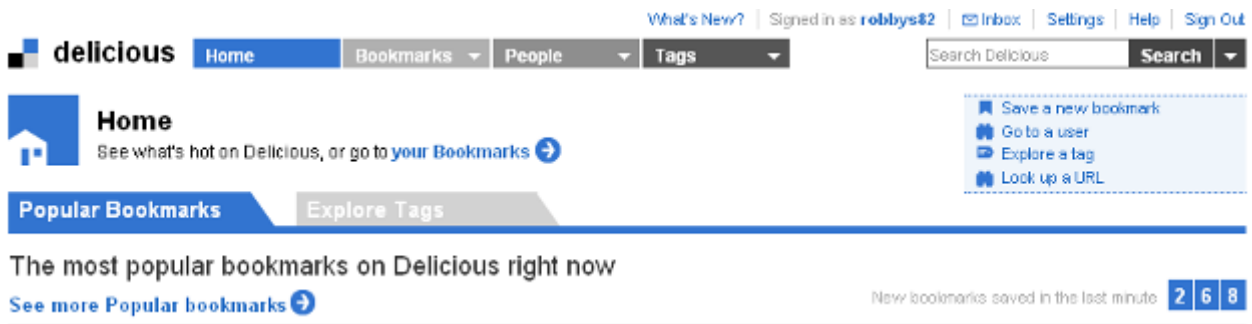 What's New? Signed in as robbys82 Inbox Settings Help Sign Out
delicious Home Bookmarks People Tags Search Delicious Search
Home
See what's hot on Delicious, or go to your Bookmarks
Save a new bookmark
Go to a user
Explore a tag
Look up a URL
Popular Bookmarks Explore Tags
The most popular bookmarks on Delicious right now
See more Popular bookmarks New bookmarks saved in the last minute 2 6 8